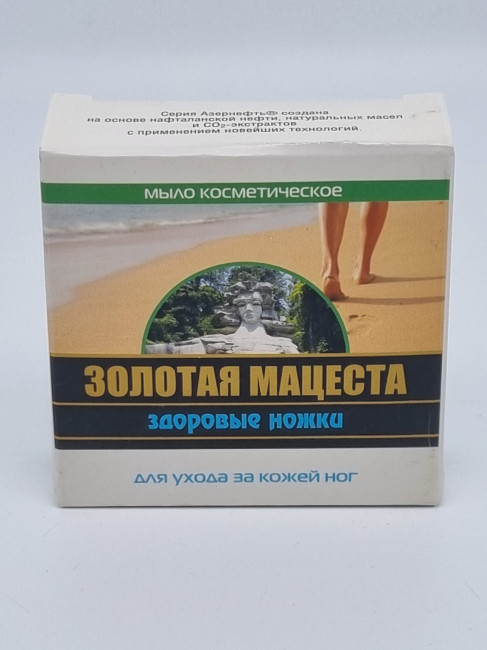 Серия Азернефть® создана
на основе нафталанской нефти, натуральных масел
и CO₂-экстрактов
с применением новейших технологий.
МЫЛО КОСМЕТИЧЕСКОЕ
ЗОЛОТАЯ МАЦЕСТА
ЗДОРОВЫЕ НОЖКИ
для ухода за кожей ног